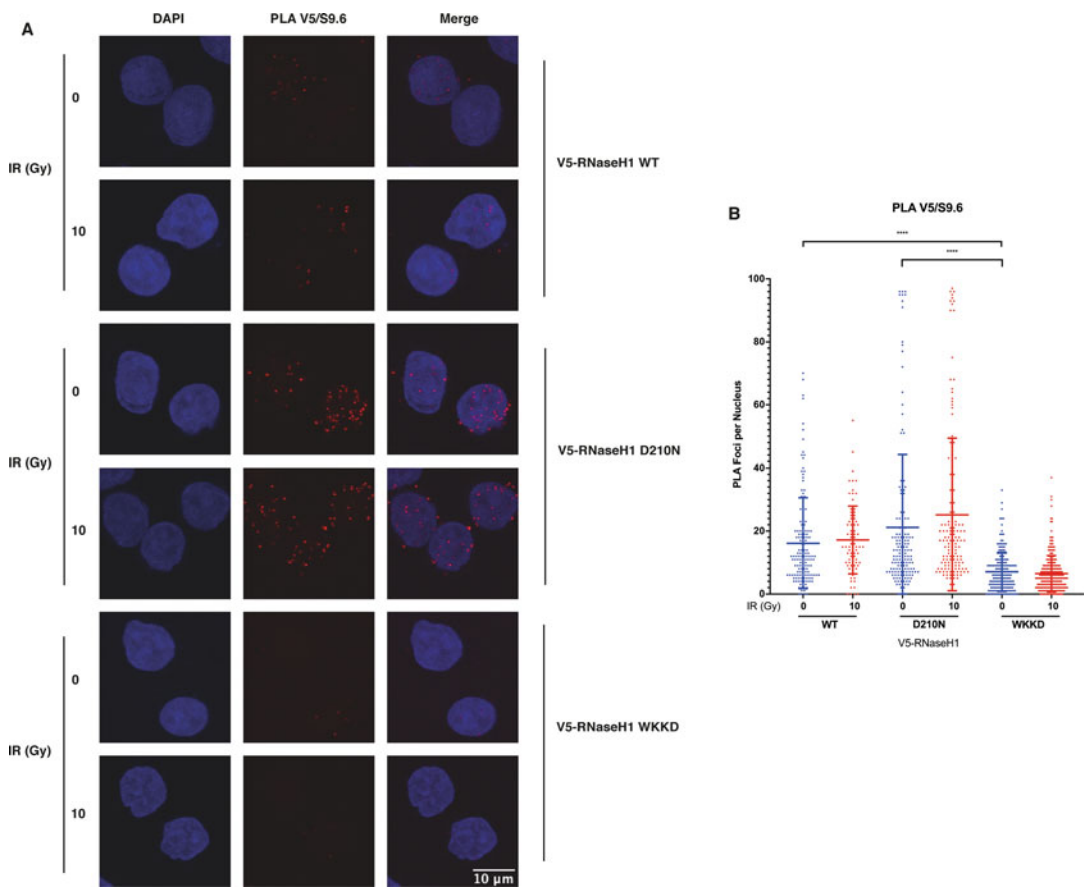 A
DAPI PLA V5/S9.6 Merge
0
IR (Gy)
10
V5-RNaseH1 WT
0
IR (Gy)
10
V5-RNaseH1 D210N
0
IR (Gy)
10
V5-RNaseH1 WKKD
10 μm
B
PLA V5/S9.6
****
****
PLA Foci per Nucleus
100
80
60
40
20
0
IR (Gy) 0 10 0 10 0 10
WT D210N WKKD
V5-RNaseH1